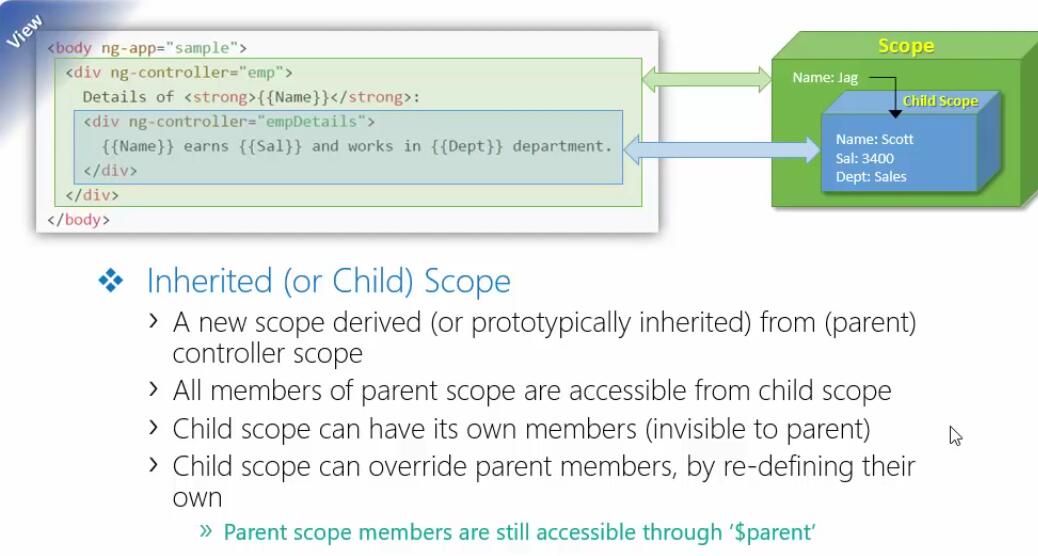 View
<body ng-app="sample">
<div ng-controller="emp">
Details of <strong>{{Name}}</strong>:
<div ng-controller="empDetails">
{{Name}} earns {{Sal}} and works in {{Dept}} department.
</div>
</div>
</body>
Scope
Name: Jag
Child Scope
Name: Scott
Sal: 3400
Dept: Sales
Inherited (or Child) Scope
A new scope derived (or prototypically inherited) from (parent)
controller scope
All members of parent scope are accessible from child scope
Child scope can have its own members (invisible to parent)
Child scope can override parent members, by re-defining their
own
Parent scope members are still accessible through ‘$parent’